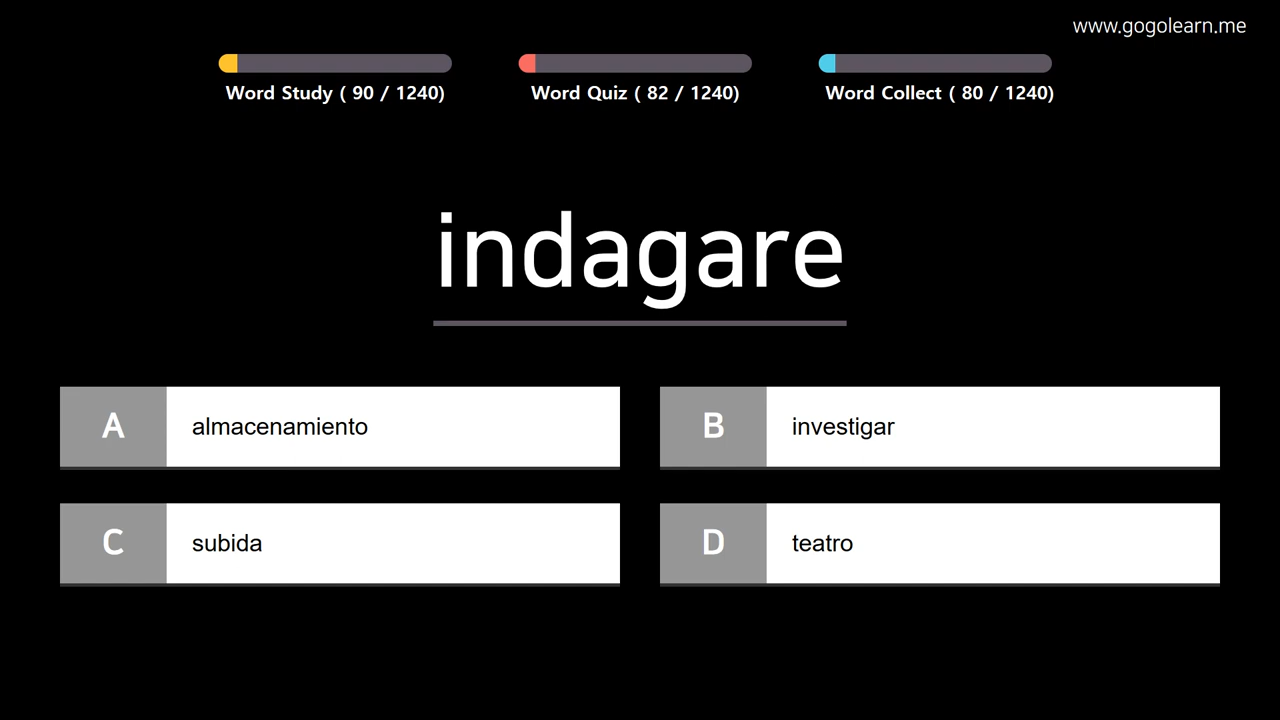 www.gogolearn.me
Word Study ( 90 / 1240)
Word Quiz ( 82 / 1240)
Word Collect ( 80 / 1240)
indagare
A almacenamiento
B investigar
C subida
D teatro